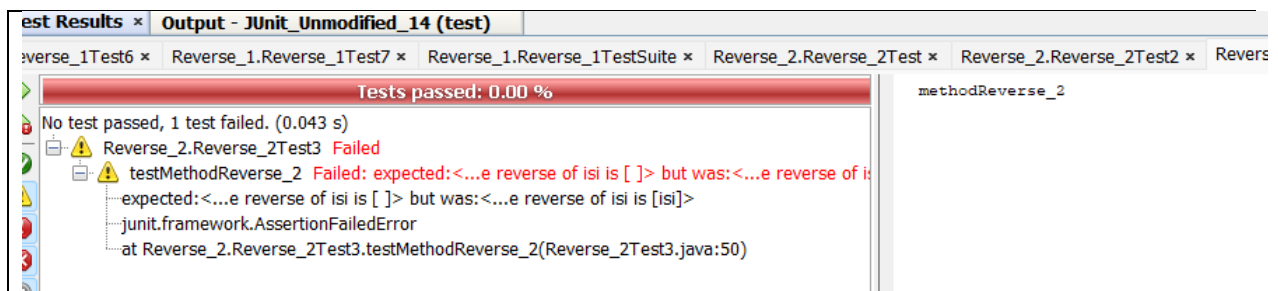 est Results × Output - JUnit_Unmodified_14 (test)
everse_1Test6 × Reverse_1.Reverse_1Test7 × Reverse_1.Reverse_1TestSuite × Reverse_2.Reverse_2Test × Reverse_2.Reverse_2Test2 × Revers
Tests passed: 0.00 %
methodReverse_2
No test passed, 1 test failed. (0.043 s)
Reverse_2.Reverse_2Test3 Failed
testMethodReverse_2 Failed: expected:<...e reverse of isi is [ ]> but was:<...e reverse of is
expected:<...e reverse of isi is [ ]> but was:<...e reverse of isi is [isi]>
junit.framework.AssertionFailedError
at Reverse_2.Reverse_2Test3.testMethodReverse_2(Reverse_2Test3.java:50)